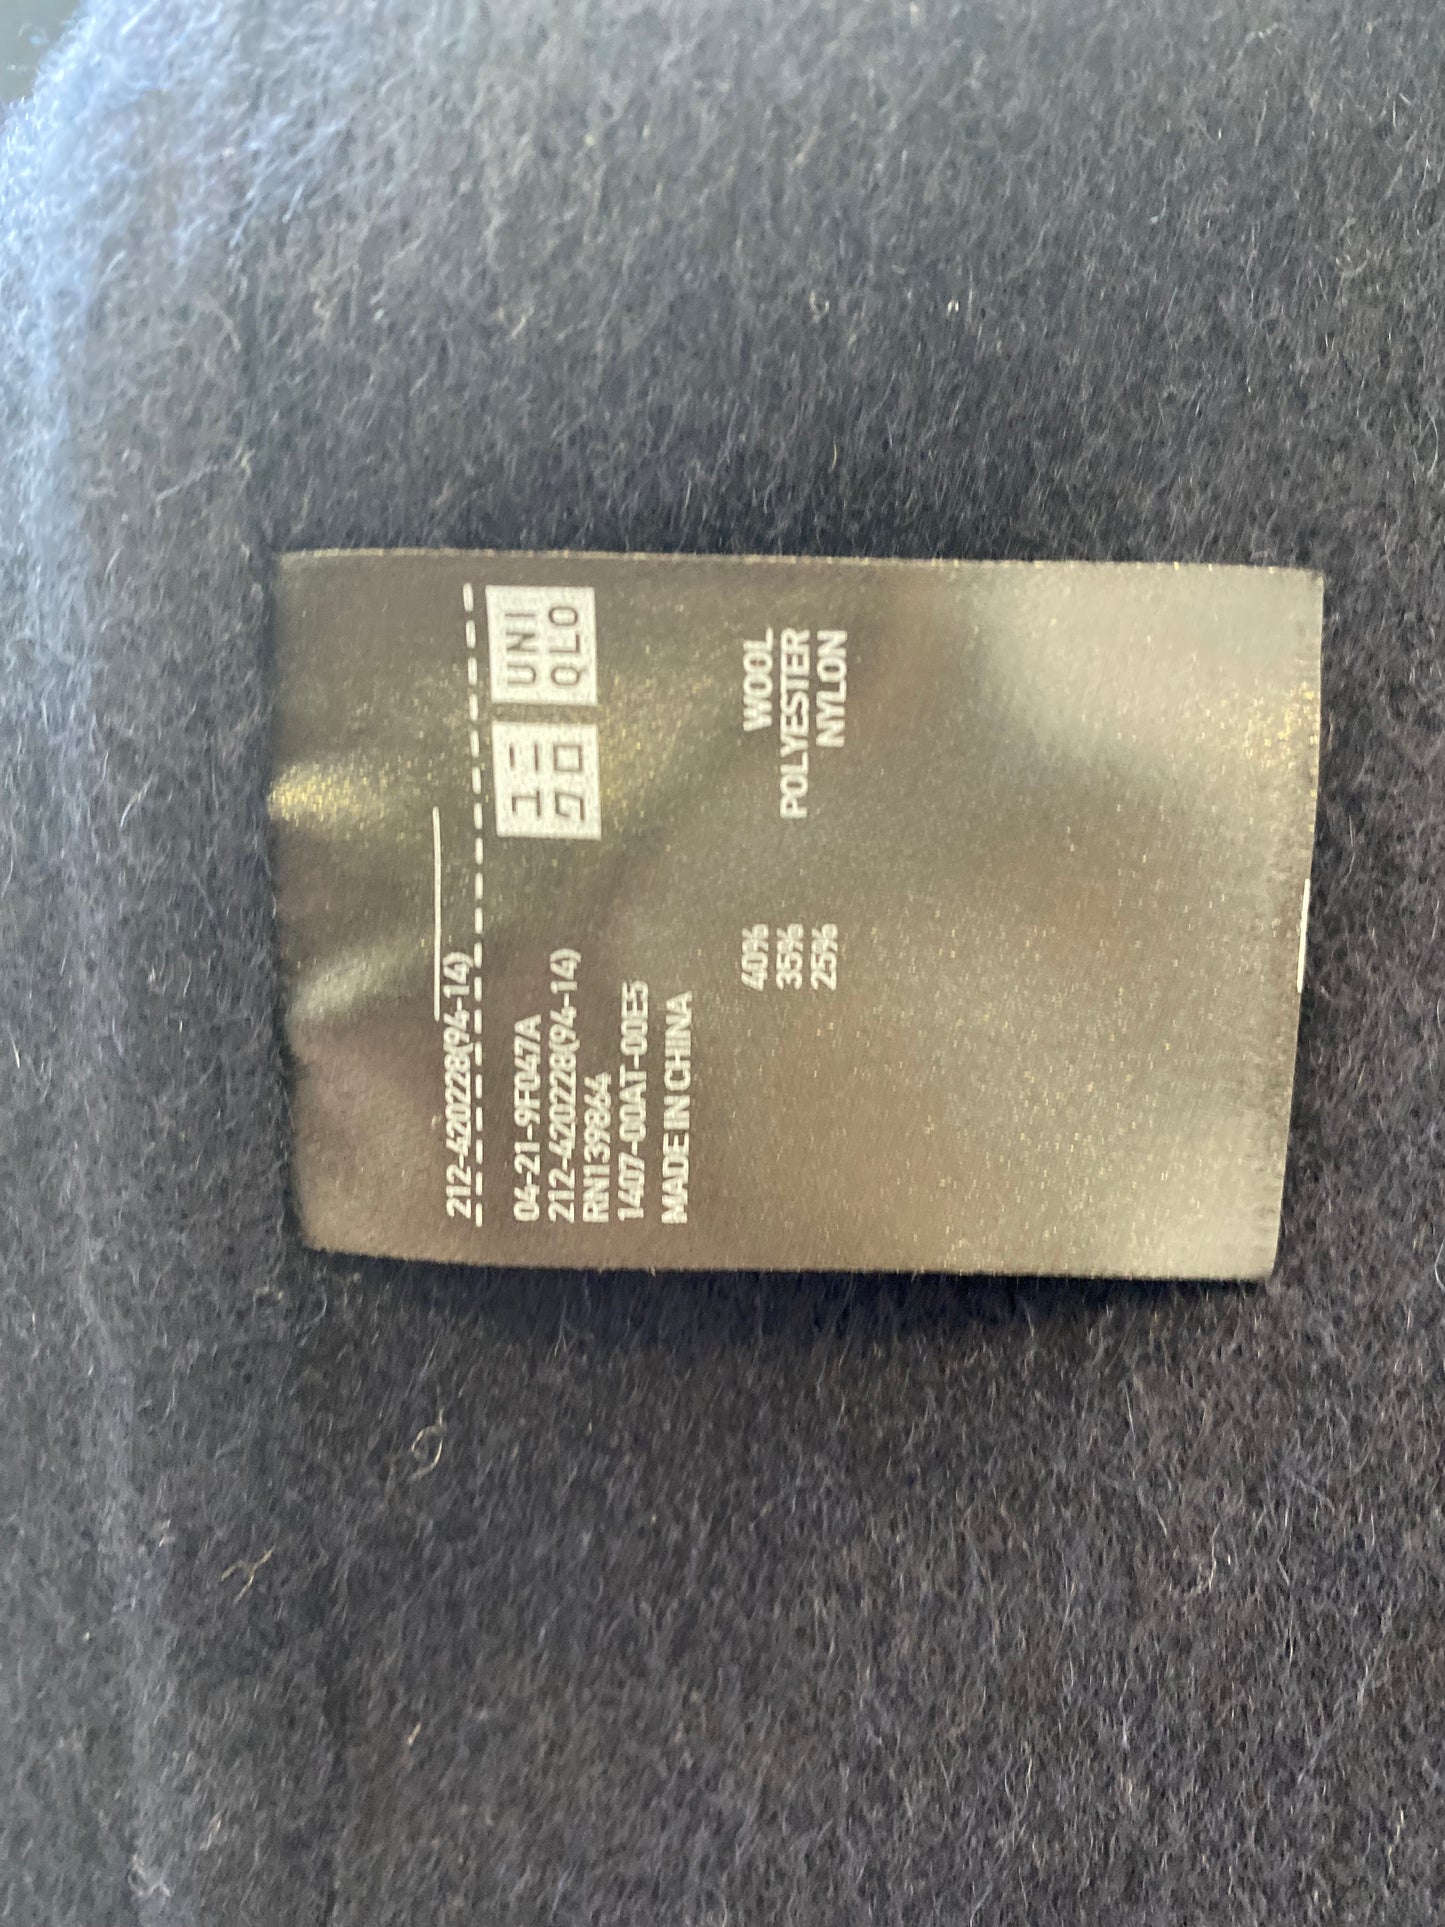 212-420228(94-14)
04-21-9F047A
212-420228(94-14)
RN1139864
1407-00AT-00E5
MADE IN CHINA
ユニ
クロ
UNI
QLO
40% WOOL
35% POLYESTER
25% NYLON